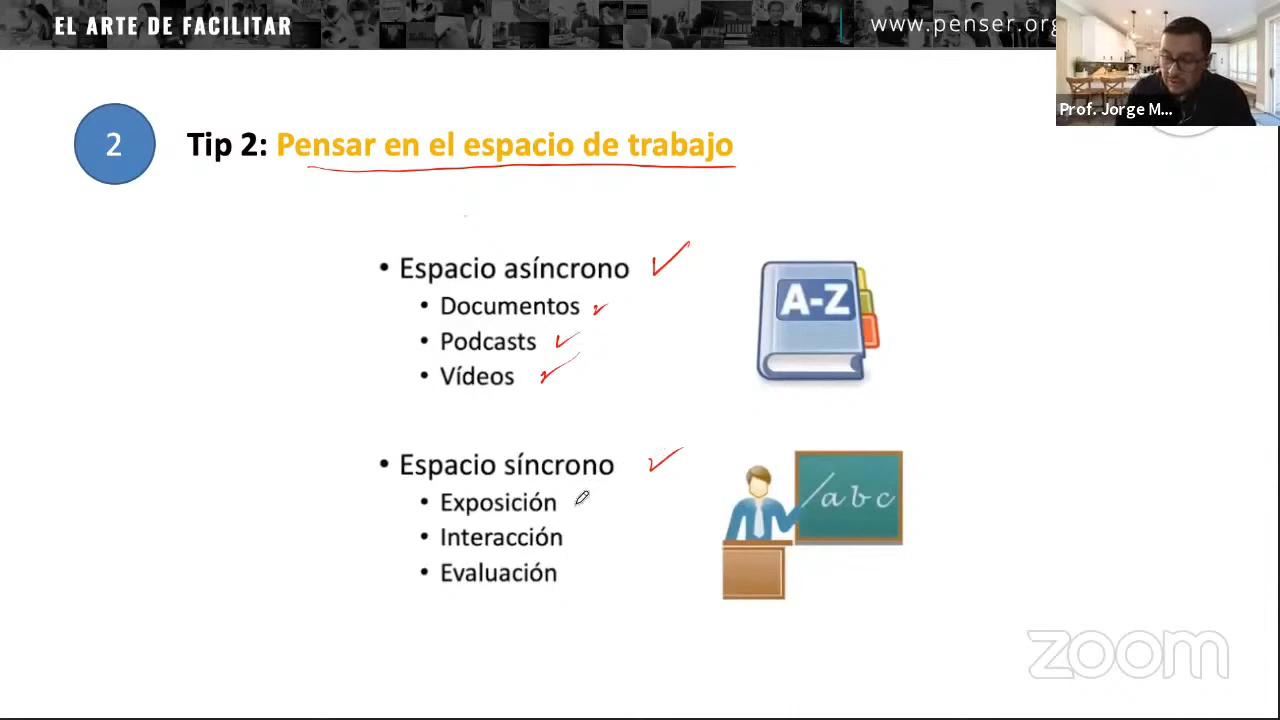 EL ARTE DE FACILITAR
www.penser.org
Prof. Jorge M...
2
Tip 2: Pensar en el espacio de trabajo
• Espacio asíncrono
• Documentos
• Podcasts
• Vídeos
A-Z
• Espacio síncrono
• Exposición
• Interacción
• Evaluación
a b c
zoom